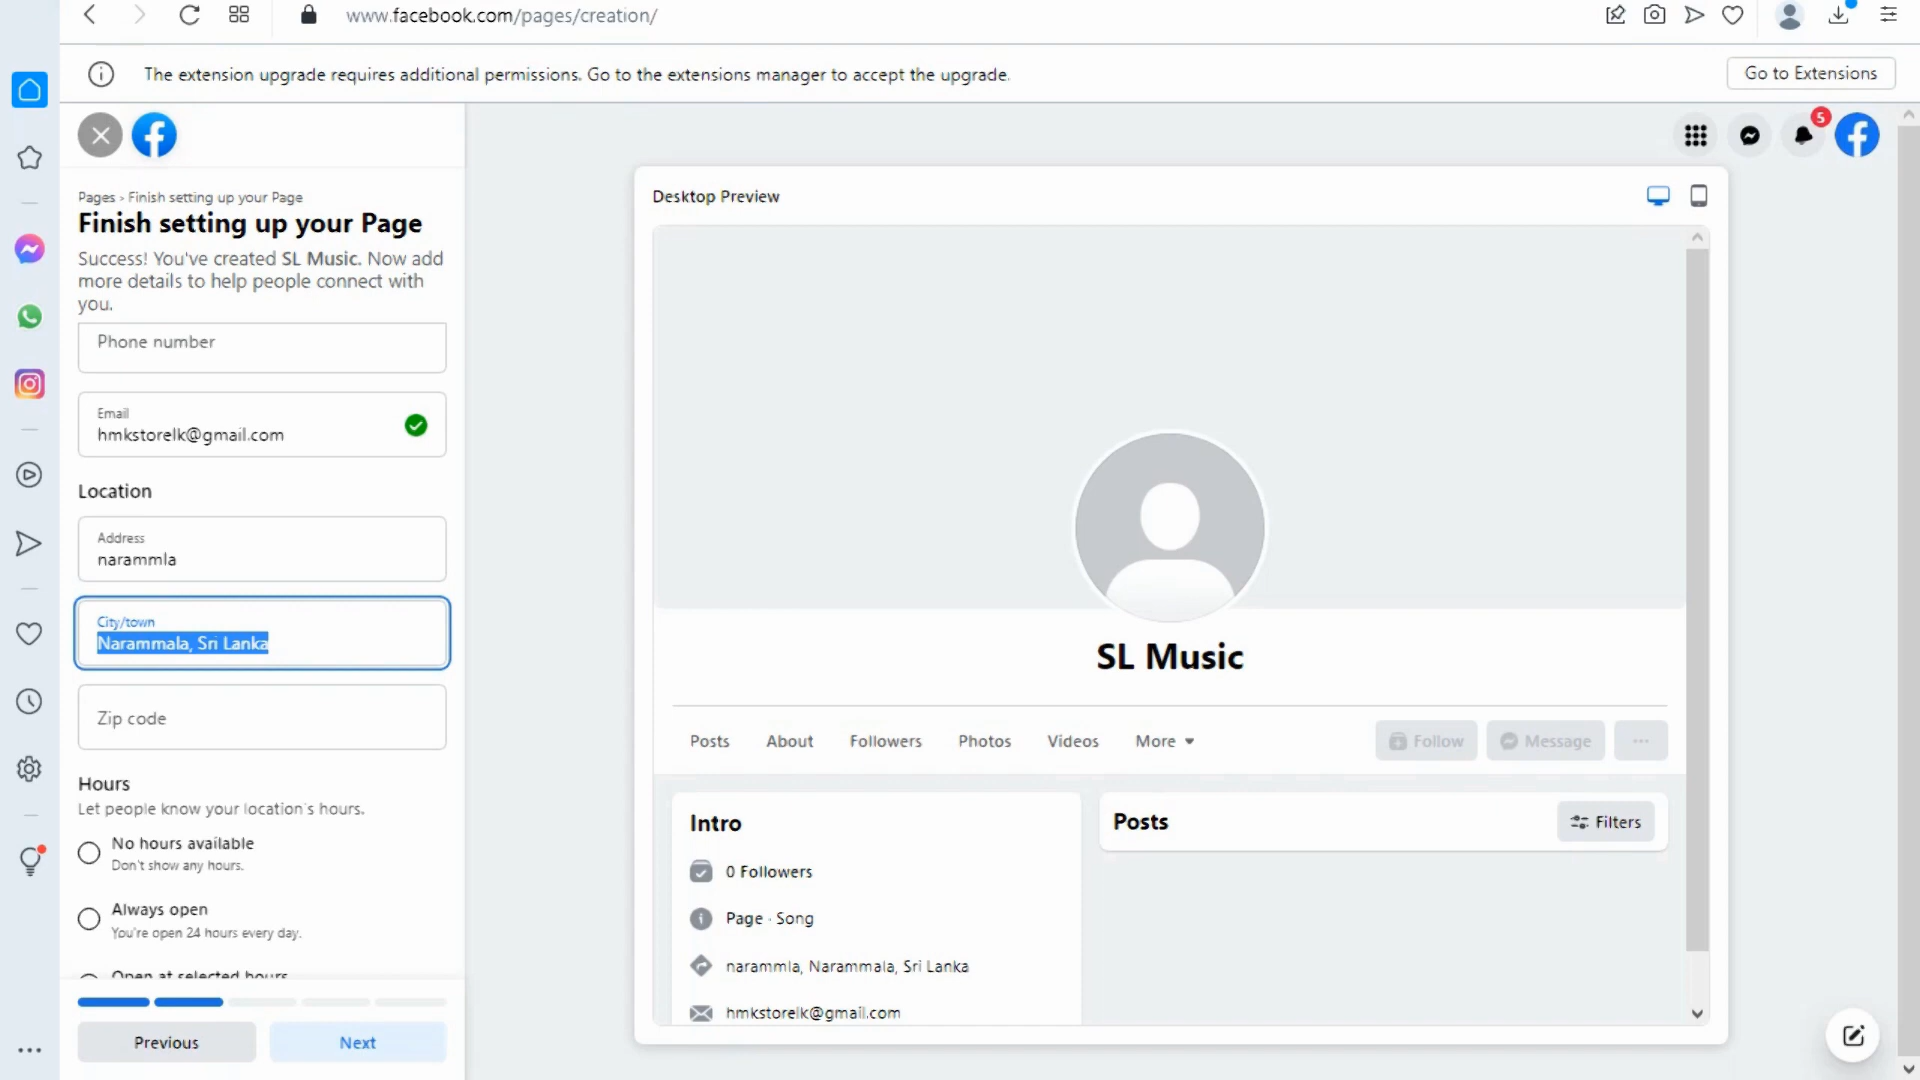 www.facebook.com/pages/creation/
The extension upgrade requires additional permissions. Go to the extensions manager to accept the upgrade.
Go to Extensions
5
Pages › Finish setting up your Page
Finish setting up your Page
Success! You've created SL Music. Now add
more details to help people connect with
you.
Phone number
Email
hmkstorelk@gmail.com
Location
Address
narammla
City/town
Narammala, Sri Lanka
Zip code
Hours
Let people know your location's hours.
No hours available
Don't show any hours.
Always open
You're open 24 hours every day.
Open at selected hours
Previous
Next
Desktop Preview
SL Music
Posts
About
Followers
Photos
Videos
More
Follow
Message
Intro
0 Followers
Page · Song
narammla, Narammala, Sri Lanka
hmkstorelk@gmail.com
Posts
Filters